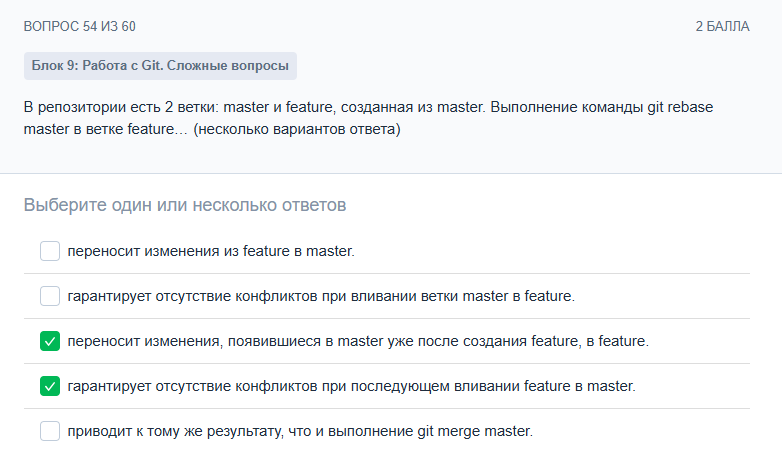 ВОПРОС 54 ИЗ 60
2 БАЛЛА
Блок 9: Работа с Git. Сложные вопросы
В репозитории есть 2 ветки: master и feature, созданная из master. Выполнение команды git rebase
master в ветке feature… (несколько вариантов ответа)
Выберите один или несколько ответов
переносит изменения из feature в master.
гарантирует отсутствие конфликтов при вливании ветки master в feature.
переносит изменения, появившиеся в master уже после создания feature, в feature.
гарантирует отсутствие конфликтов при последующем вливании feature в master.
приводит к тому же результату, что и выполнение git merge master.